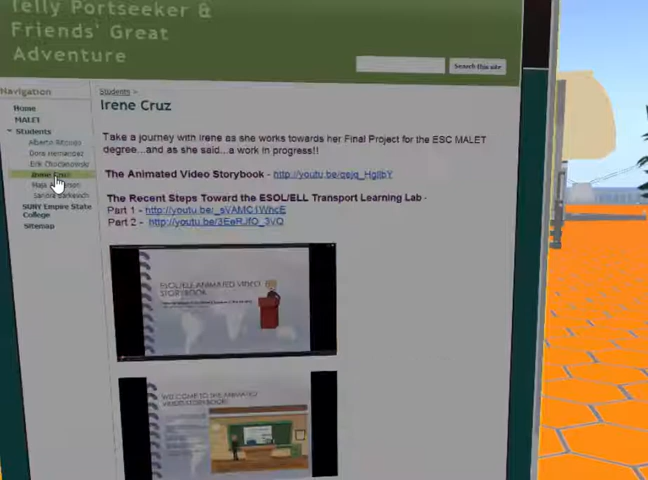 Telly Portseeker &
Friends' Great
Adventure
Search this site
Navigation
Home
MALET
Students
Alberto
Dora Hernandez
Erik
Irene Cruz
SUNY Empire State
College
Sitemap
Students >
Irene Cruz
Take a journey with Irene as she works towards her Final Project for the ESC MALET
degree...and as she said...a work in progress!!
The Animated Video Storybook -
The Recent Steps Toward the ESOL/ELL Transport Learning Lab -
Part 1 -
Part 2 -
ESOL/ELL ANIMATED VIDEO
STORYBOOK
WELCOME TO THE ANIMATED
VIDEO STORYBOOK!